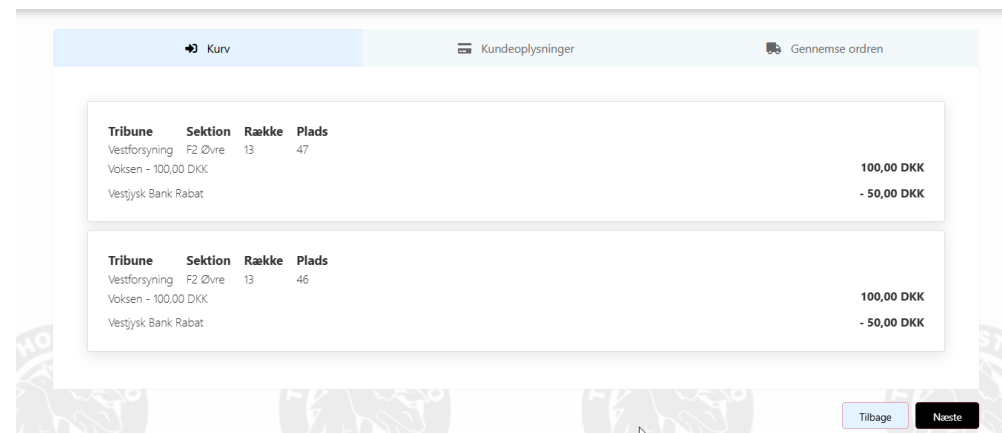 Kurv Kundeoplysninger Gennemse ordren
Tribune Sektion Række Plads
Vestforsyning F2 Øvre 13 47
Voksen - 100,00 DKK 100,00 DKK
Vestjysk Bank Rabat - 50,00 DKK
Tribune Sektion Række Plads
Vestforsyning F2 Øvre 13 46
Voksen - 100,00 DKK 100,00 DKK
Vestjysk Bank Rabat - 50,00 DKK
Tilbage Næste